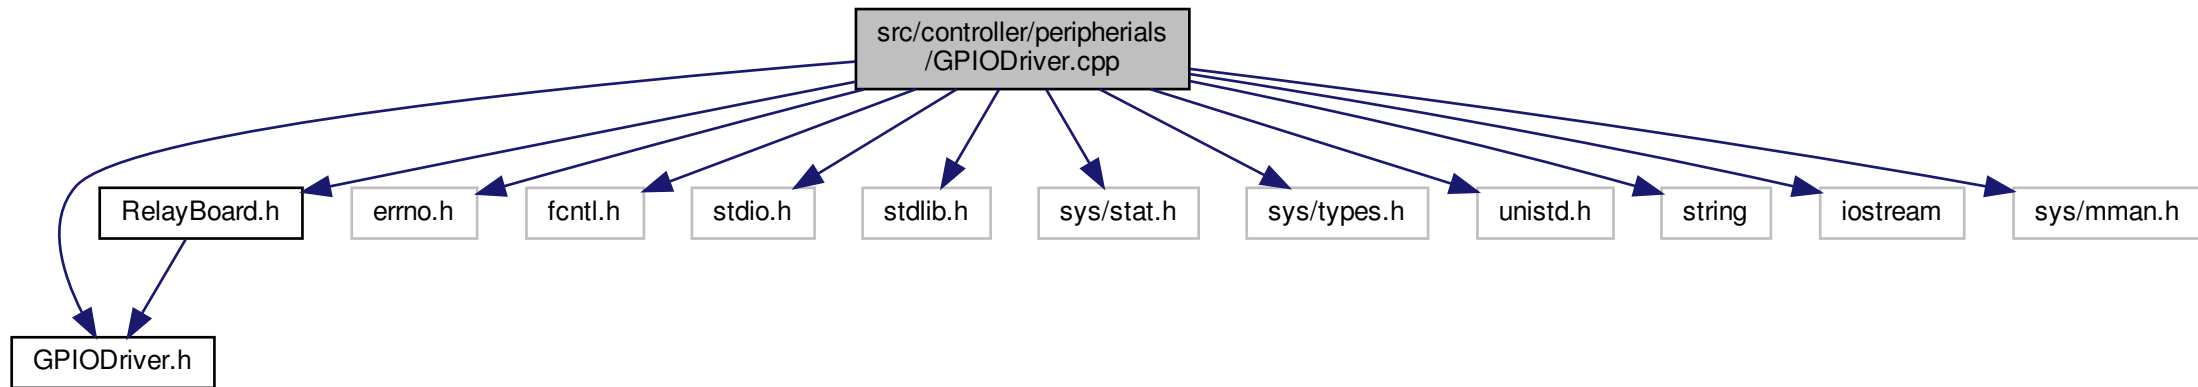 src/controller/peripherials
/GPIODriver.cpp
RelayBoard.h
errno.h
fcntl.h
stdio.h
stdlib.h
sys/stat.h
sys/types.h
unistd.h
string
iostream
sys/mman.h
GPIODriver.h